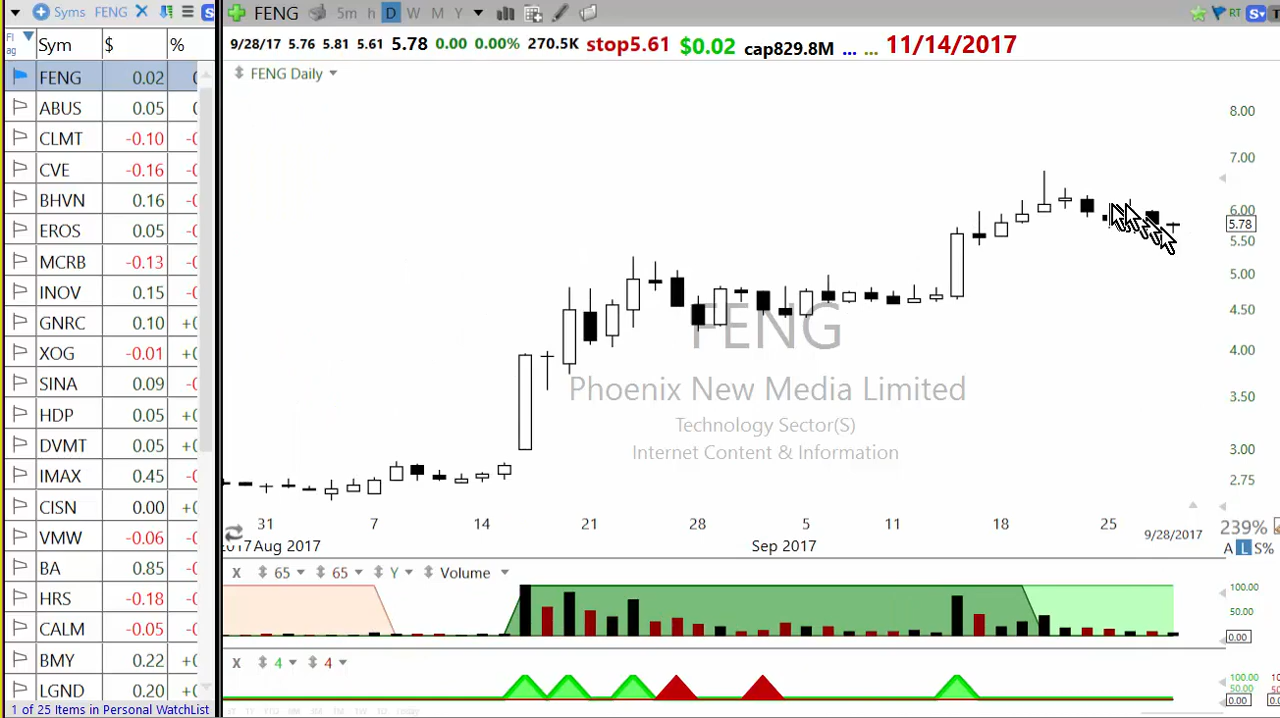 Syms FENG
FENG 5m h D W M Y
RT
9/28/17 5.76 5.81 5.61 5.78 0.00 0.00% 270.5K stop5.61 $0.02 cap829.8M ... ... 11/14/2017
Flag Sym $ %
FENG Daily
FENG 0.02
ABUS 0.05
CLMT -0.10
CVE -0.16
BHVN 0.16
EROS 0.05
MCRB -0.13
INOV 0.15
GNRC 0.10
XOG -0.01
SINA 0.09
HDP 0.05
DVMT 0.05
IMAX 0.45
CISN 0.00
VMW -0.06
BA 0.85
HRS -0.18
CALM -0.05
BMY 0.22
LGND 0.20
1 of 25 Items in Personal WatchList
8.00
7.00
6.00
5.78
5.50
5.00
4.50
4.00
3.50
3.00
2.75
FENG
Phoenix New Media Limited
Technology Sector(S)
Internet Content & Information
31 7 14 21 28 5 11 18 25
2017 Aug 2017 Sep 2017 9/28/2017
239%
A L S%
X 65 65 Y Volume
100.00
50.00
0.00
X 4 4
100.00
50.00
0.00